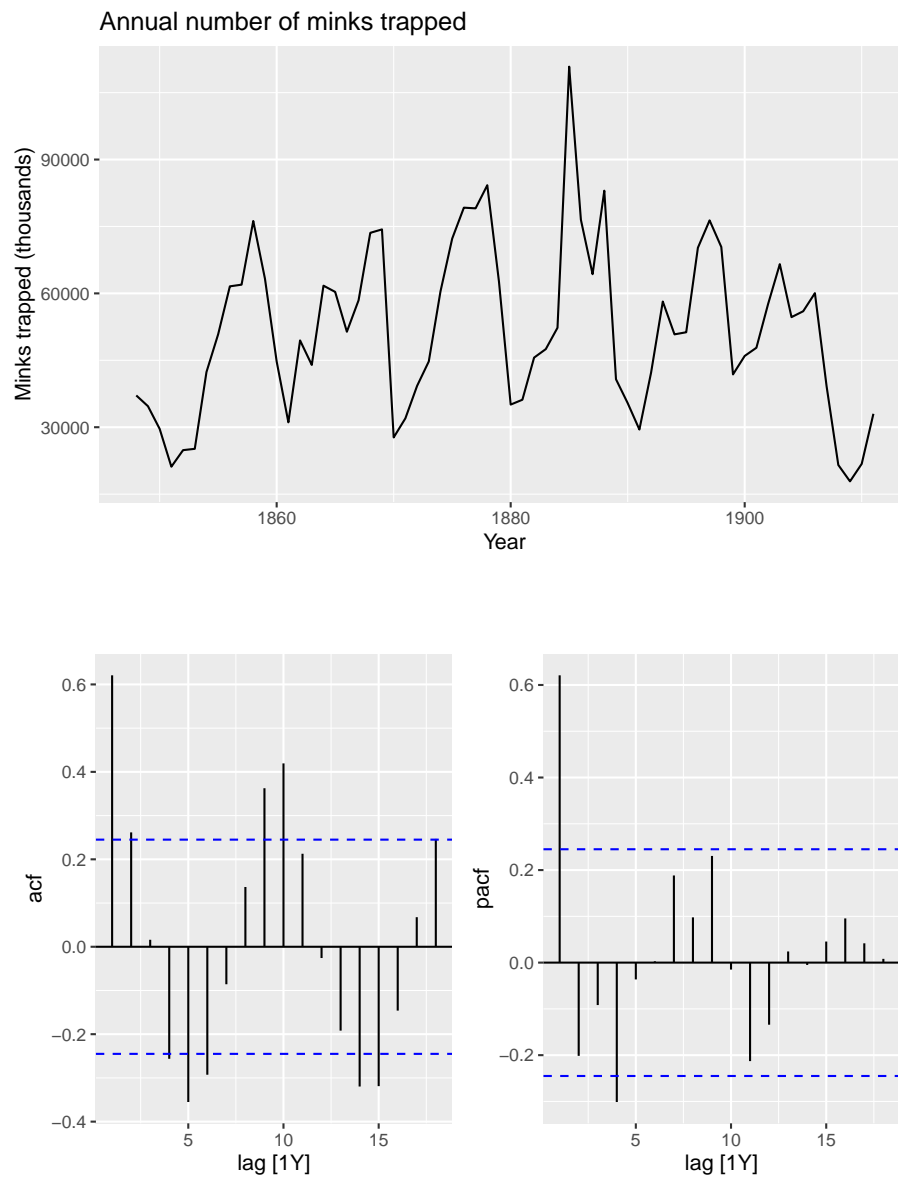 Annual number of minks trapped
Minks trapped (thousands)
90000
60000
30000
1860 1880 1900
Year
acf
0.6
0.4
0.2
0.0
−0.2
−0.4
5 10 15
lag [1Y]
pacf
0.6
0.4
0.2
0.0
−0.2
5 10 15
lag [1Y]